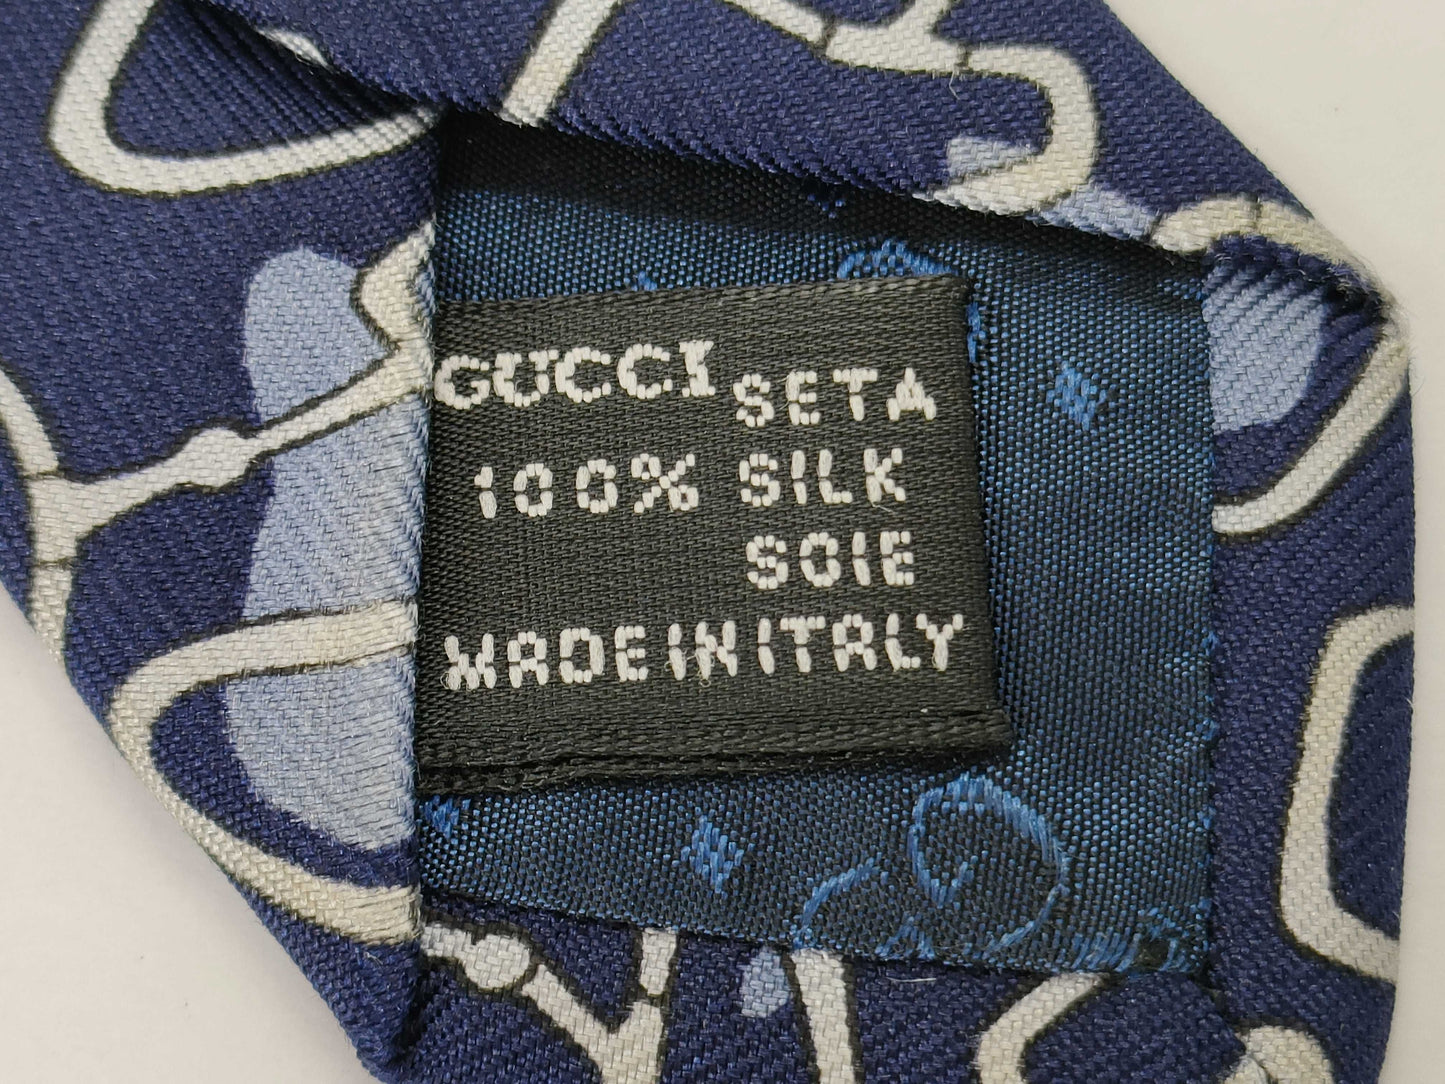 GUCCI SETA
100% SILK
SOIE
MADE IN ITALY